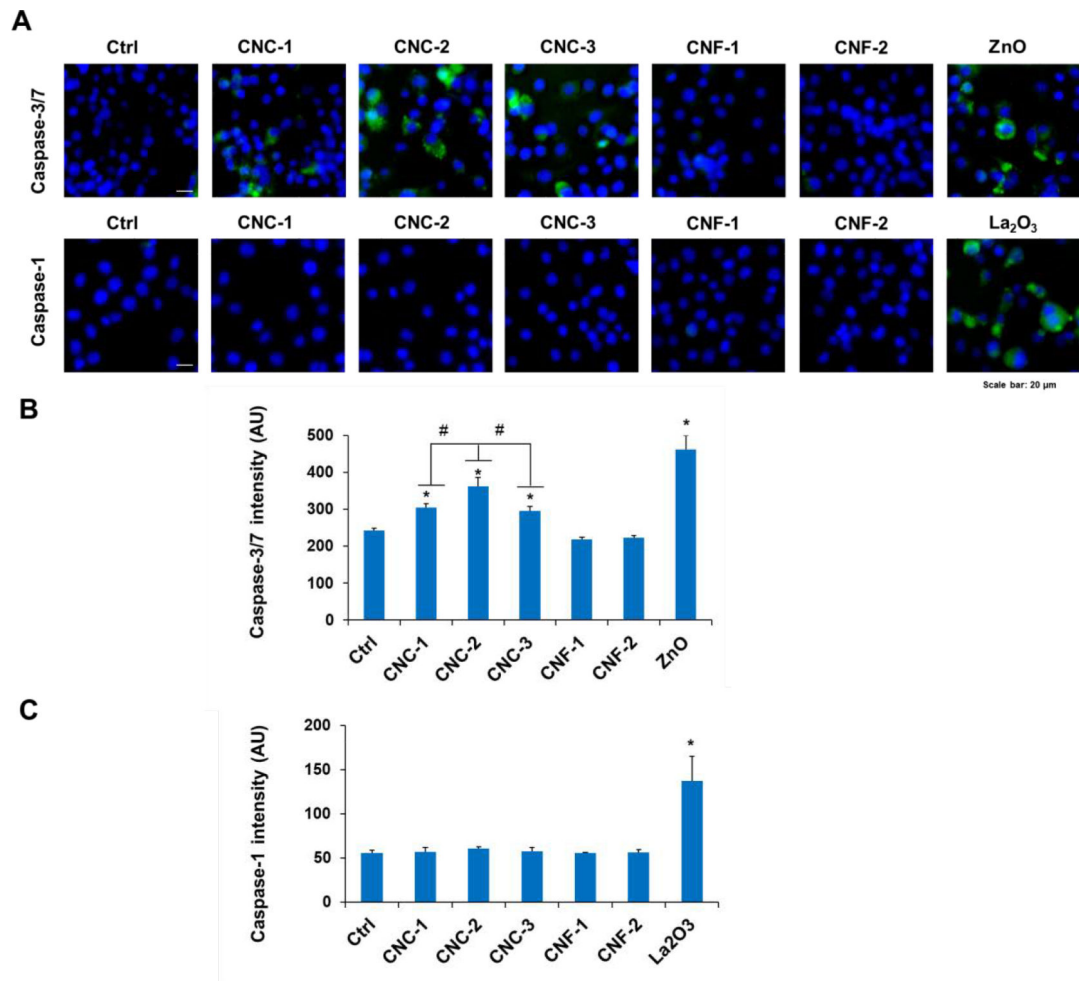 A
Ctrl CNC-1 CNC-2 CNC-3 CNF-1 CNF-2 ZnO
Caspase-3/7
Ctrl CNC-1 CNC-2 CNC-3 CNF-1 CNF-2 La₂O₃
Caspase-1
Scale bar: 20 µm
B
Caspase-3/7 intensity (AU)
500
400
300
200
100
0
# #
* * * *
Ctrl CNC-1 CNC-2 CNC-3 CNF-1 CNF-2 ZnO
C
Caspase-1 intensity (AU)
200
150
100
50
0
*
Ctrl CNC-1 CNC-2 CNC-3 CNF-1 CNF-2 La2O3